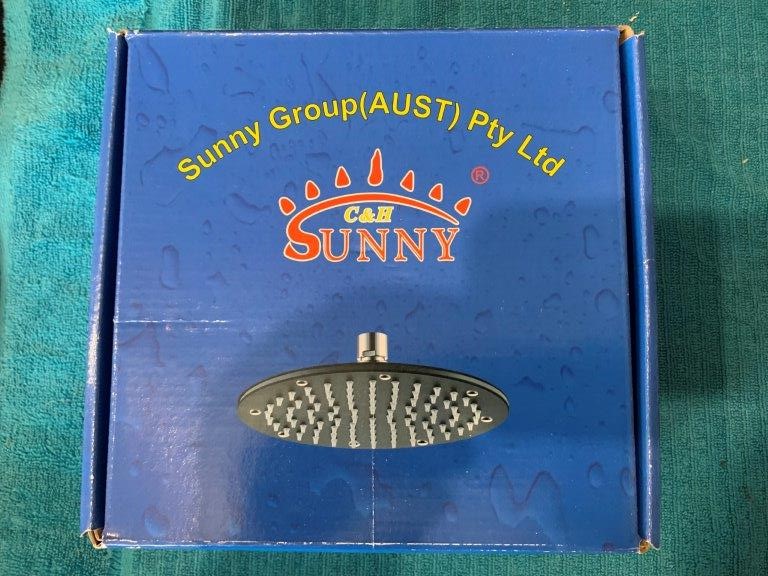 Sunny Group(AUST) Pty Ltd
®
C&H
SUNNY